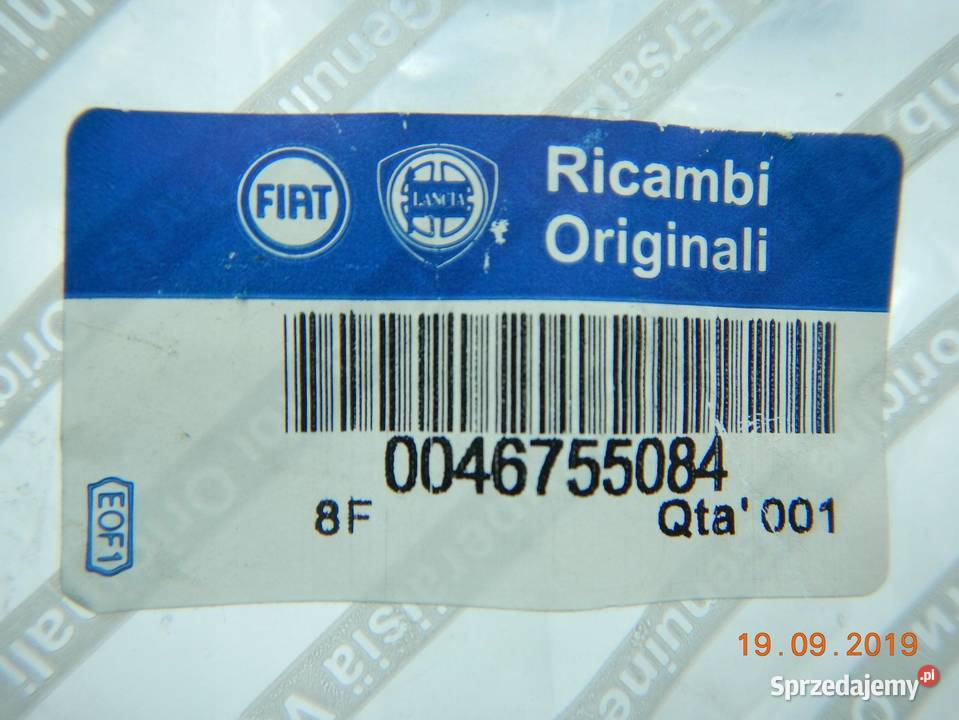 FIAT
LANCIA
Ricambi
Originali
0046755084
8F
Qta' 001
EOF1
19.09.2019
Sprzedajemy.pl